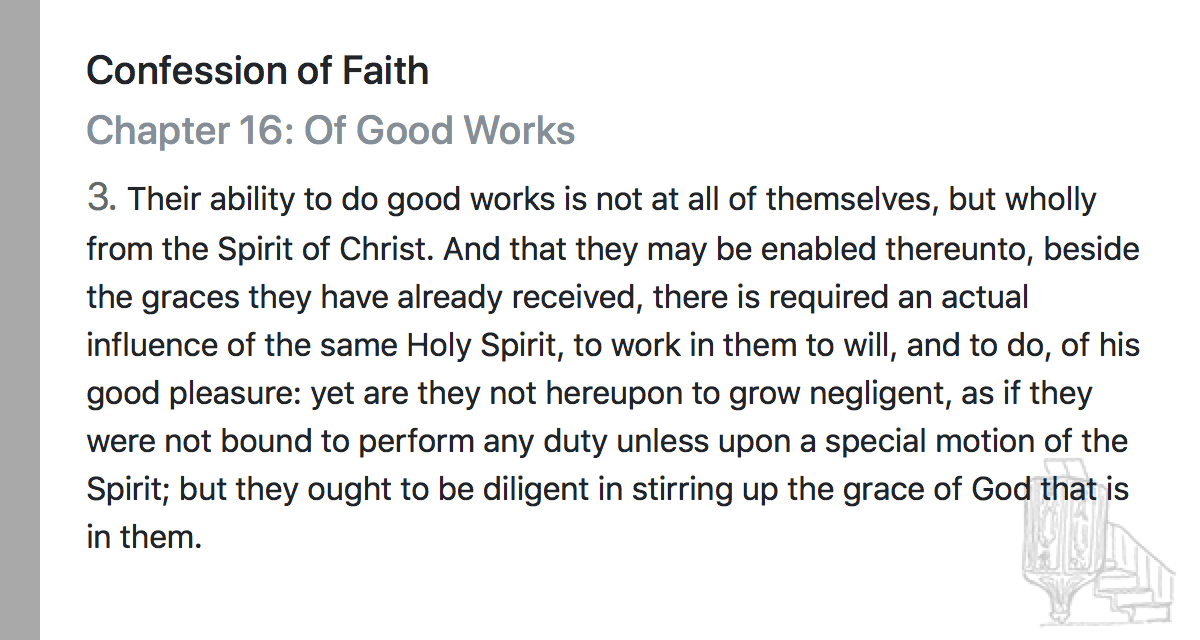 Confession of Faith
Chapter 16: Of Good Works
3. Their ability to do good works is not at all of themselves, but wholly
from the Spirit of Christ. And that they may be enabled thereunto, beside
the graces they have already received, there is required an actual
influence of the same Holy Spirit, to work in them to will, and to do, of his
good pleasure: yet are they not hereupon to grow negligent, as if they
were not bound to perform any duty unless upon a special motion of the
Spirit; but they ought to be diligent in stirring up the grace of God that is
in them.